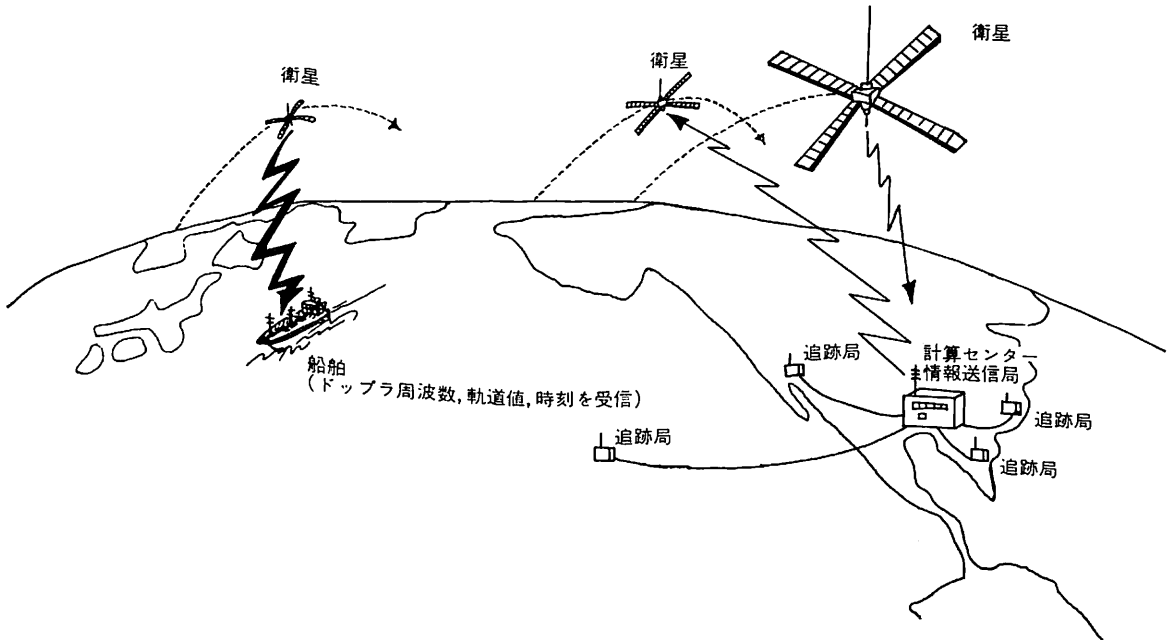 衛星
衛星
衛星
船舶
(ドップラ周波数,軌道値,時刻を受信)
追跡局
計算センター
情報送信局
追跡局
追跡局
追跡局